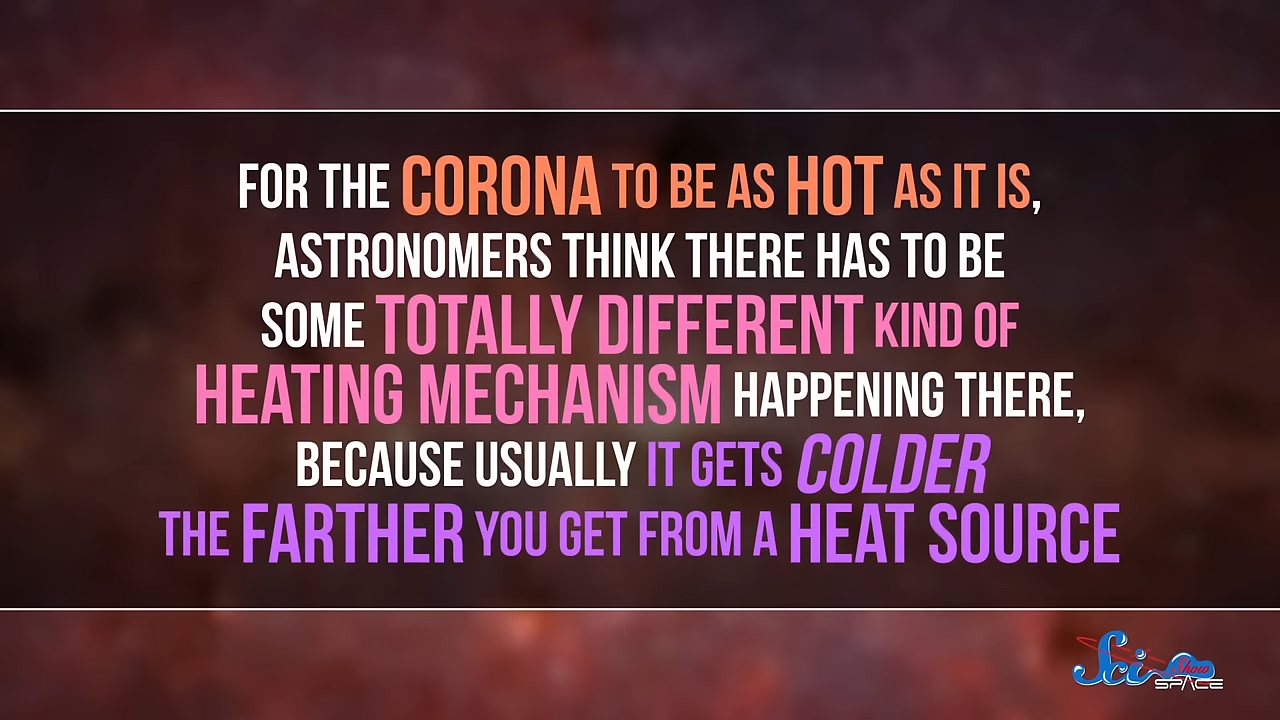 FOR THE CORONA TO BE AS HOT AS IT IS,
ASTRONOMERS THINK THERE HAS TO BE
SOME TOTALLY DIFFERENT KIND OF
HEATING MECHANISM HAPPENING THERE,
BECAUSE USUALLY IT GETS COLDER
THE FARTHER YOU GET FROM A HEAT SOURCE
Sci Show
SPACE